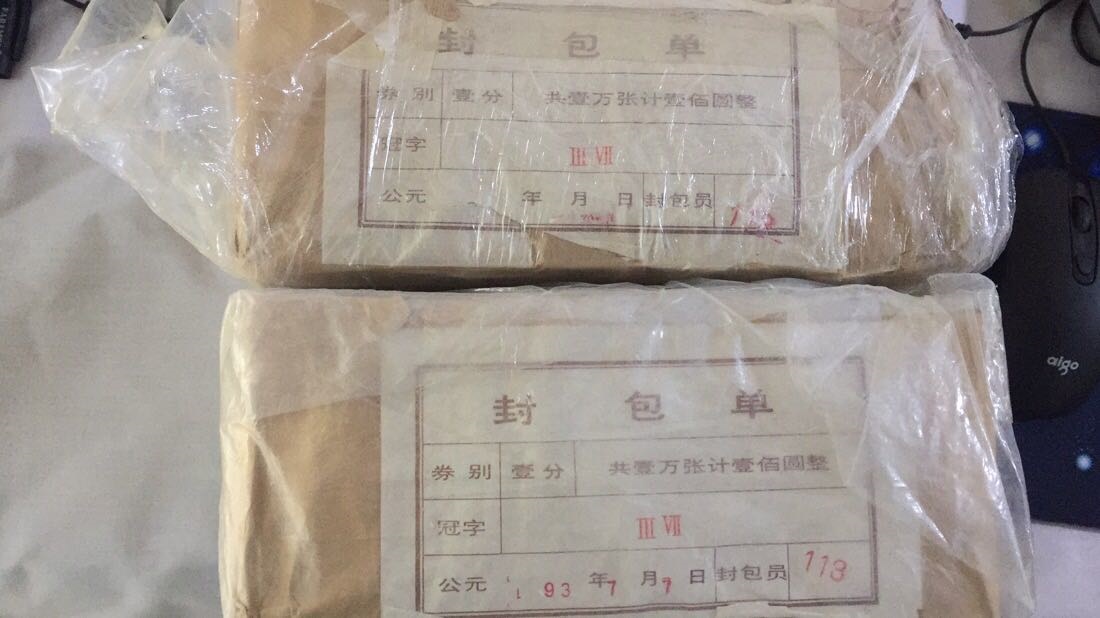 封 包 单
券别 壹分 共壹万张计壹佰圆整
冠字 III VII
公元 年 月 日 封包员
封 包 单
券别 壹分 共壹万张计壹佰圆整
冠字 III VII
公元 93 年 7 月 7 日 封包员 113
aigo